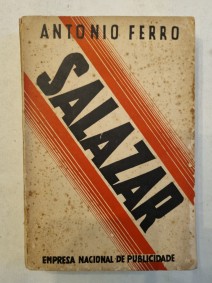 ANTONIO FERRO
SALAZAR
EMPRESA NACIONAL DE PUBLICIDADE